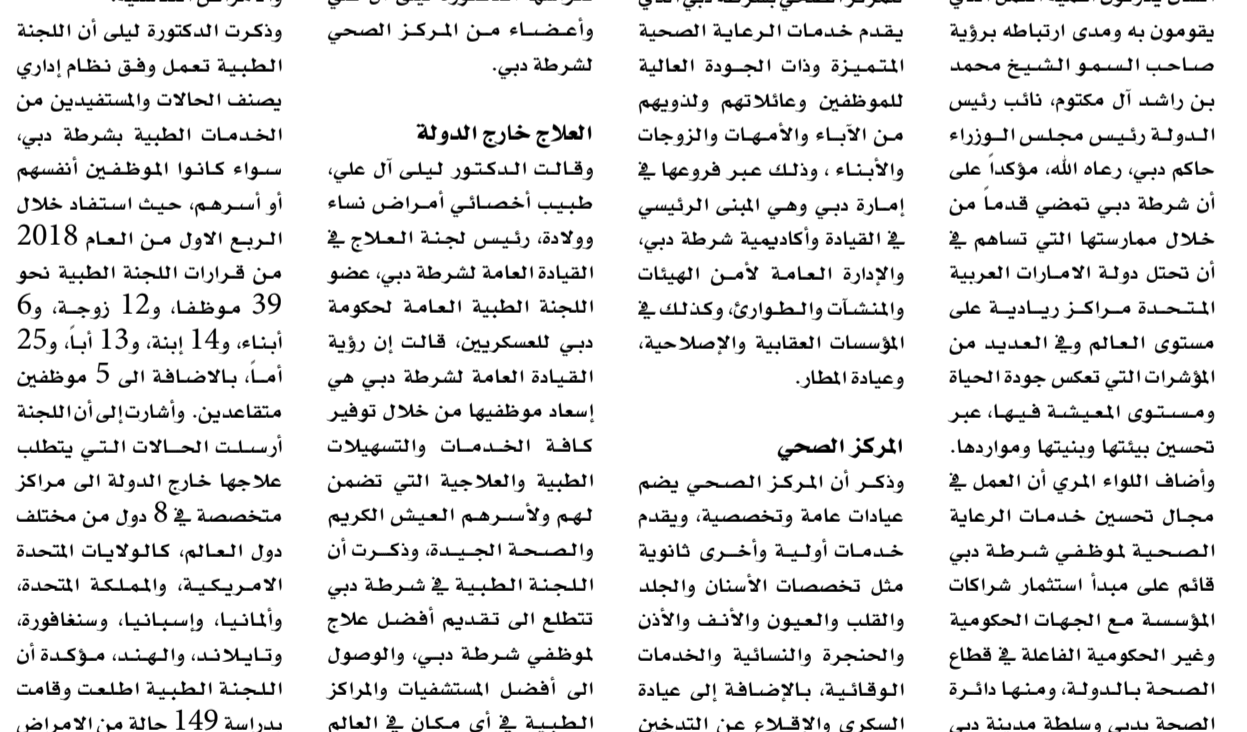 يقومون به ومدى ارتباطه برؤية
صاحب السمو الشيخ محمد
بن راشد آل مكتوم، نائب رئيس
الدولة رئيس مجلس الوزراء
حاكم دبي، رعاه الله، مؤكداً على
أن شرطة دبي تمضي قدماً من
خلال ممارستها التي تساهم في
أن تحتل دولة الامارات العربية
المتحدة مراكز ريادية على
مستوى العالم وفي العديد من
المؤشرات التي تعكس جودة الحياة
ومستوى المعيشة فيها، عبر
تحسين بيئتها وبنيتها ومواردها.
وأضاف اللواء المري أن العمل في
مجال تحسين خدمات الرعاية
الصحية لموظفي شرطة دبي
قائم على مبدأ استثمار شراكات
المؤسسة مع الجهات الحكومية
وغير الحكومية الفاعلة في قطاع
الصحة بالدولة، ومنها دائرة
الصحة بدبي وسلطة مدينة دبي
يقدم خدمات الرعاية الصحية
المتميزة وذات الجودة العالية
للموظفين وعائلاتهم ولذويهم
من الآباء والأمهات والزوجات
والأبناء ، وذلك عبر فروعها في
إمارة دبي وهي المبنى الرئيسي
في القيادة وأكاديمية شرطة دبي،
والإدارة العامة لأمن الهيئات
والمنشآت والطوارئ، وكذلك في
المؤسسات العقابية والإصلاحية،
وعيادة المطار.
المركز الصحي
وذكر أن المركز الصحي يضم
عيادات عامة وتخصصية، ويقدم
خدمات أولية وأخرى ثانوية
مثل تخصصات الأسنان والجلد
والقلب والعيون والأنف والأذن
والحنجرة والنسائية والخدمات
الوقائية، بالإضافة إلى عيادة
السكري والاقلاع عن التدخين
وأعضاء من المركز الصحي
لشرطة دبي.
العلاج خارج الدولة
وقالت الدكتور ليلى آل علي،
طبيب أخصائي أمراض نساء
وولادة، رئيس لجنة العلاج في
القيادة العامة لشرطة دبي، عضو
اللجنة الطبية العامة لحكومة
دبي للعسكريين، قالت إن رؤية
القيادة العامة لشرطة دبي هي
إسعاد موظفيها من خلال توفير
كافة الخدمات والتسهيلات
الطبية والعلاجية التي تضمن
لهم ولأسرهم العيش الكريم
والصحة الجيدة، وذكرت أن
اللجنة الطبية في شرطة دبي
تتطلع الى تقديم أفضل علاج
لموظفي شرطة دبي، والوصول
الى أفضل المستشفيات والمراكز
الطبية في أي مكان في العالم
وذكرت الدكتورة ليلى أن اللجنة
الطبية تعمل وفق نظام إداري
يصنف الحالات والمستفيدين من
الخدمات الطبية بشرطة دبي،
سواء كانوا الموظفين أنفسهم
أو أسرهم، حيث استفاد خلال
الربع الاول من العام 2018
من قرارات اللجنة الطبية نحو
39 موظفا، و12 زوجة، و6
أبناء، و14 إبنة، و13 أباً، و25
أماً، بالاضافة الى 5 موظفين
متقاعدين. وأشارت إلى أن اللجنة
أرسلت الحالات التي يتطلب
علاجها خارج الدولة الى مراكز
متخصصة في 8 دول من مختلف
دول العالم، كالولايات المتحدة
الامريكية، والمملكة المتحدة،
وألمانيا، وإسبانيا، وسنغافورة،
وتايلاند، والهند، مؤكدة أن
اللجنة الطبية اطلعت وقامت
بدراسة 149 حالة من الامراض